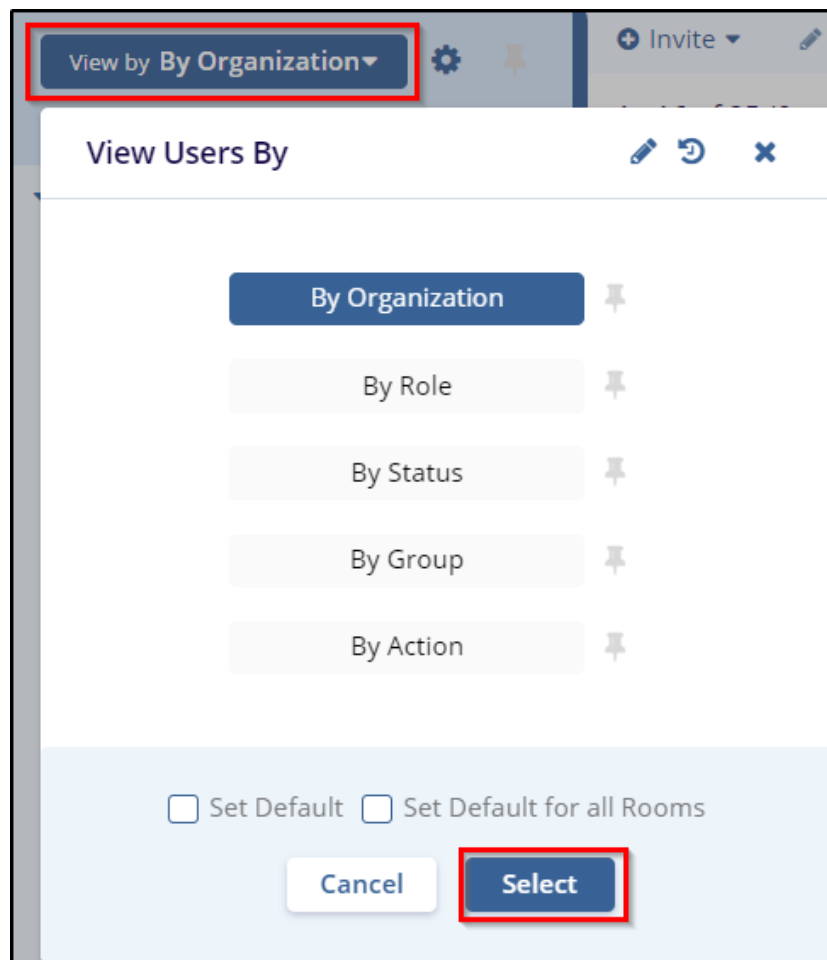 View by By Organization
Invite
View Users By
By Organization
By Role
By Status
By Group
By Action
Set Default Set Default for all Rooms
Cancel Select